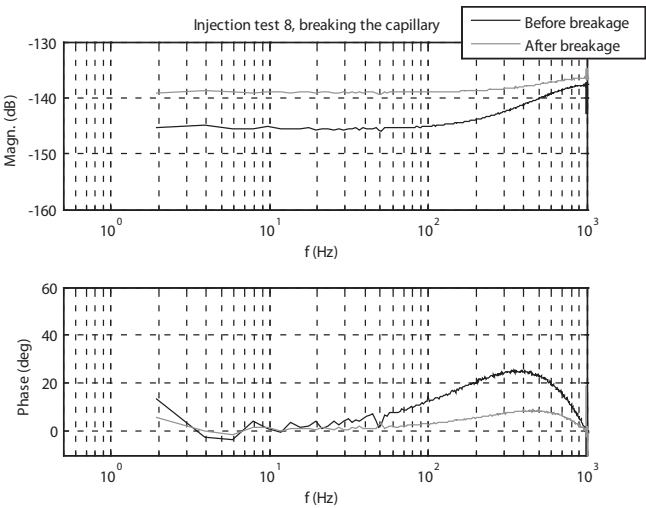 Injection test 8, breaking the capillary
Before breakage
After breakage
Magn. (dB)
-130
-140
-150
-160
10^0
10^1
10^2
10^3
f (Hz)
Phase (deg)
60
40
20
0
10^0
10^1
10^2
10^3
f (Hz)